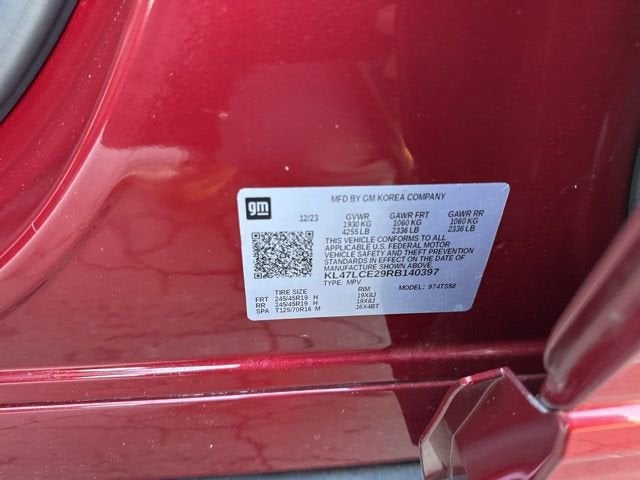 gm
MFD BY GM KOREA COMPANY
12/23 GVWR GAWR FRT GAWR RR
1930 KG 1060 KG 1060 KG
4255 LB 2336 LB 2336 LB
THIS VEHICLE CONFORMS TO ALL
APPLICABLE U.S. FEDERAL MOTOR
VEHICLE SAFETY AND BUMPER
STANDARDS IN EFFECT ON THE DATE OF
MANUFACTURE SHOWN ABOVE.
KL47LCE29RB140397
TYPE: MPV MODEL: 974TS58
TIRE SIZE RIM
FRT 245/45R19 H 19X8J
RR 245/45R19 H 19X8J
SPA T125/70R16 M 16X4BT